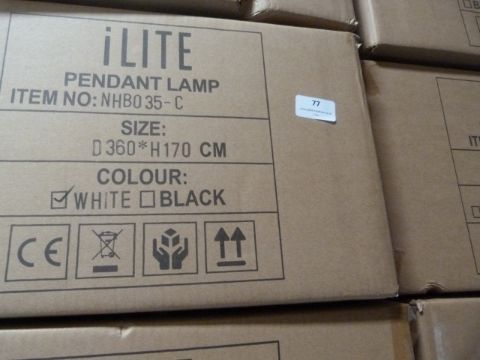 iLITE
PENDANT LAMP
ITEM NO: NHB035-C
SIZE:
D360*H170 CM
COLOUR:
WHITE BLACK
CE
77